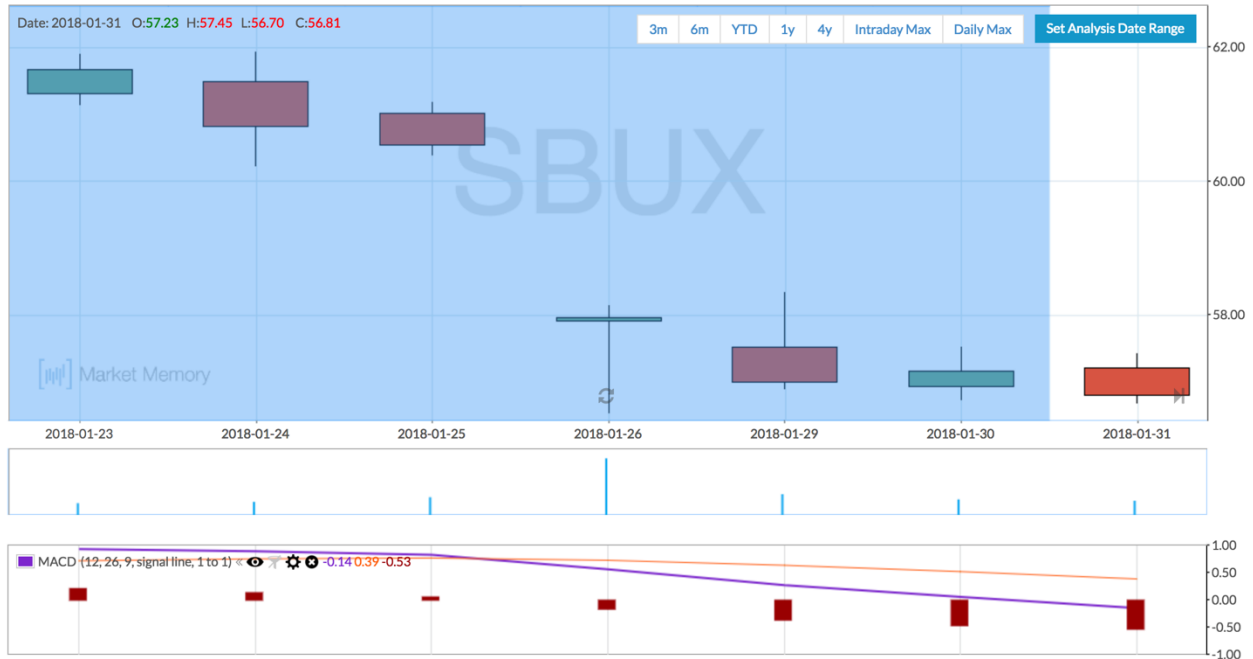 Date: 2018-01-31 O:57.23 H:57.45 L:56.70 C:56.81
3m 6m YTD 1y 4y Intraday Max Daily Max Set Analysis Date Range
62.00
SBUX
60.00
58.00
Market Memory
2018-01-23 2018-01-24 2018-01-25 2018-01-26 2018-01-29 2018-01-30 2018-01-31
MACD (12, 26, 9, signal line, 1 to 1) « -0.14 0.39 -0.53
1.00
0.50
0.00
-0.50
-1.00